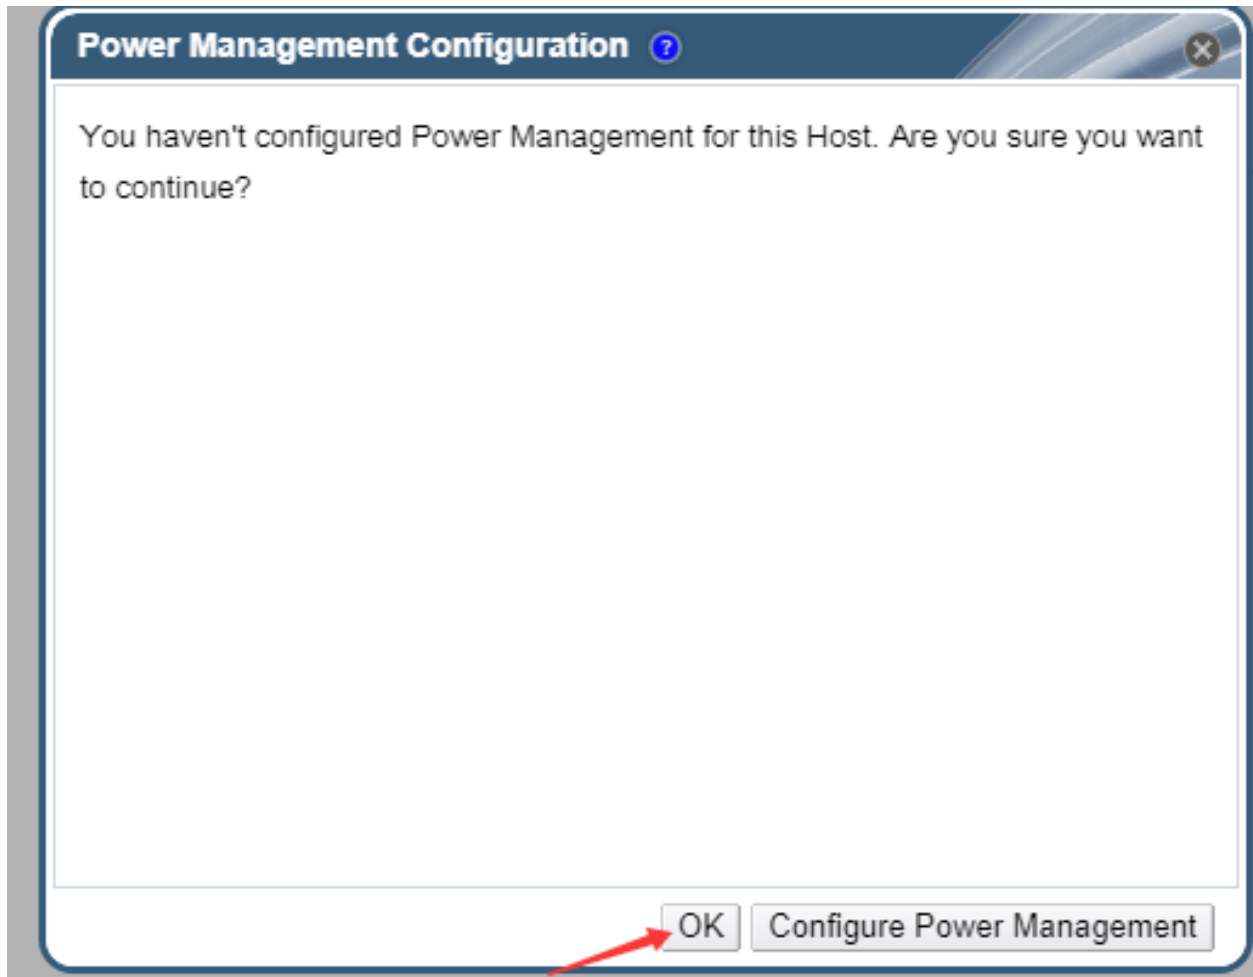 Power Management Configuration ?
You haven't configured Power Management for this Host. Are you sure you want
to continue?
OK Configure Power Management